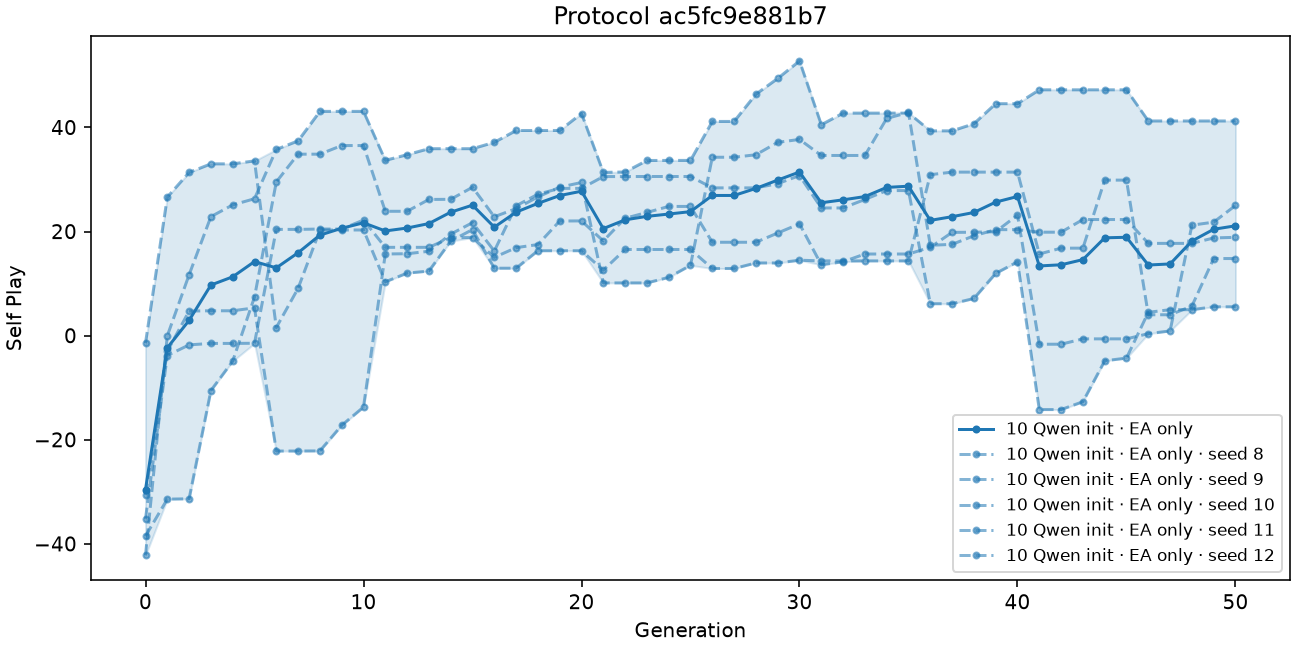 Protocol ac5fc9e881b7
Self Play
40
20
0
−20
−40
0 10 20 30 40 50
Generation
10 Qwen init · EA only
10 Qwen init · EA only · seed 8
10 Qwen init · EA only · seed 9
10 Qwen init · EA only · seed 10
10 Qwen init · EA only · seed 11
10 Qwen init · EA only · seed 12